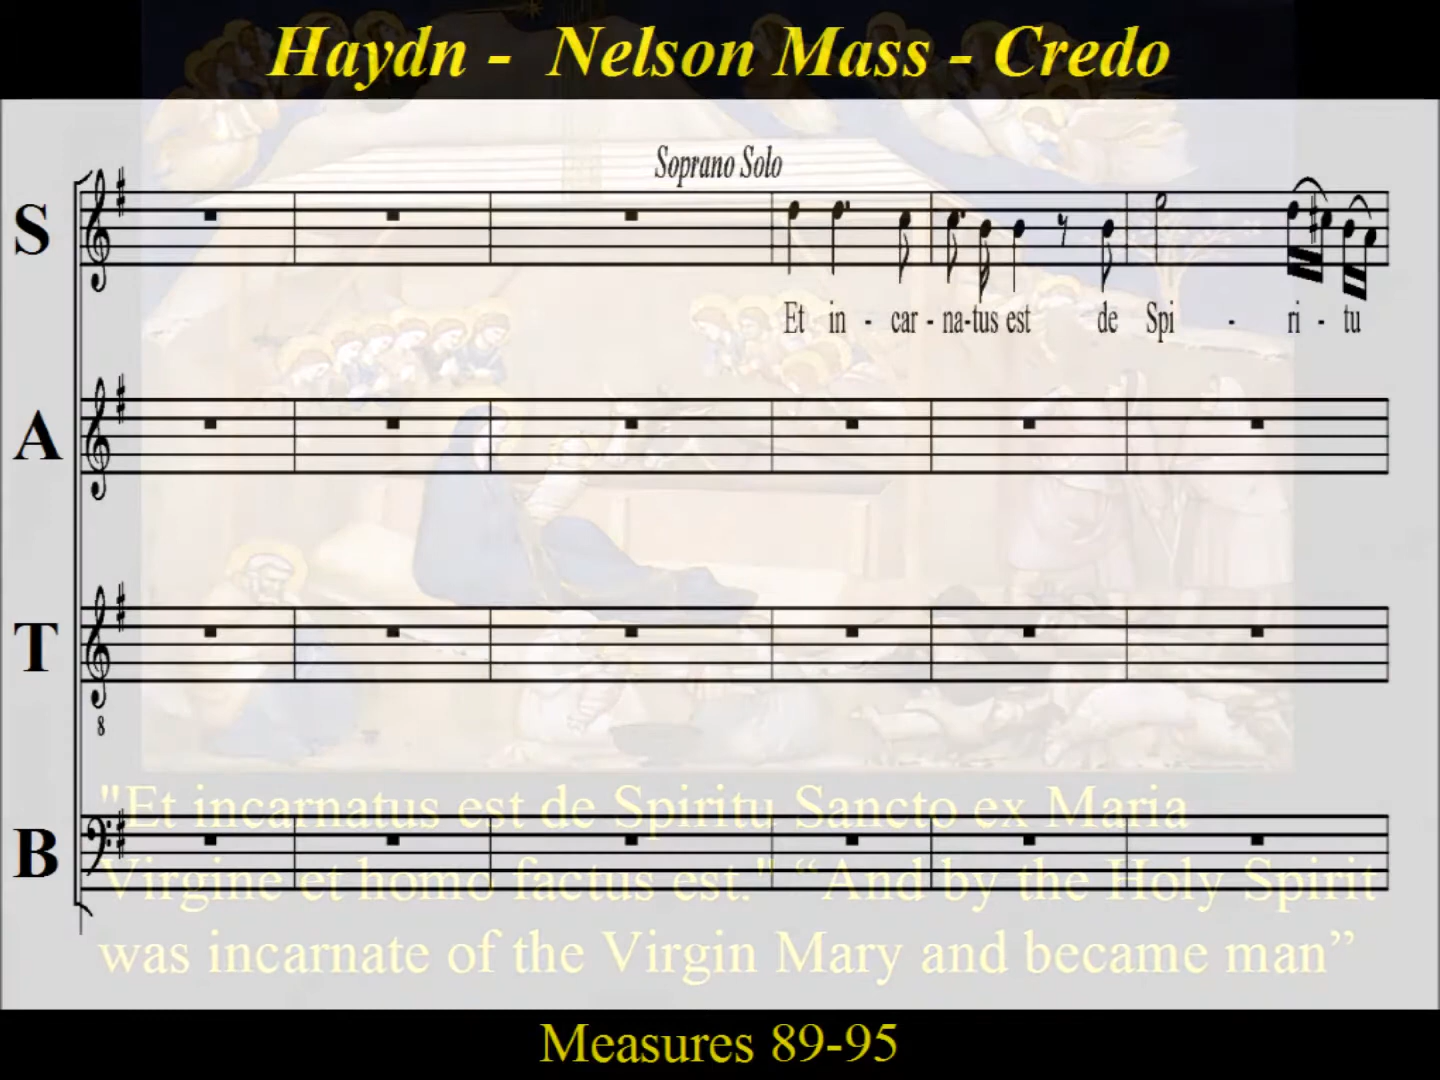 Haydn - Nelson Mass - Credo
Soprano Solo
S
Et in - car - na-tus est de Spi - ri - tu
A
T
8
"Et incarnatus est de Spiritu Sancto ex Maria
B
Virgine et homo factus est." “And by the Holy Spirit
was incarnate of the Virgin Mary and became man”
Measures 89-95